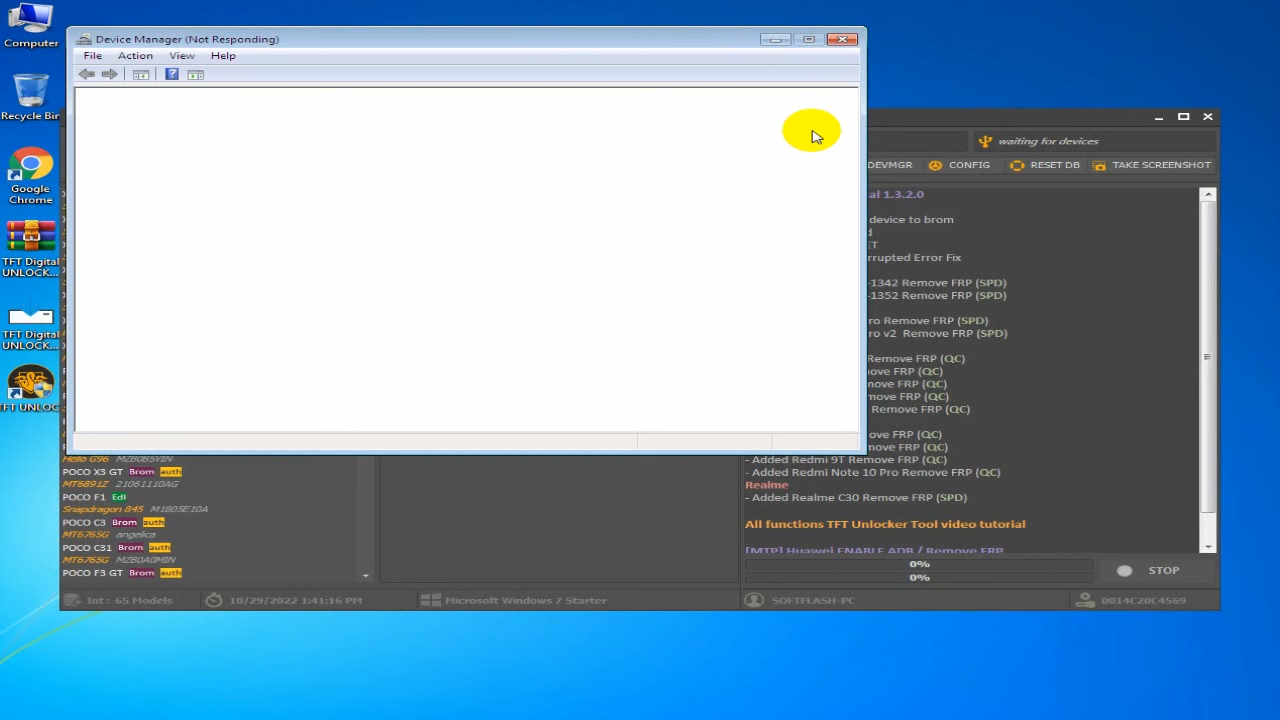 Computer
Recycle Bin
Google
Chrome
TFT Digital
UNLOCK...
TFT Digital
UNLOCK...
TFT UNLOC
Device Manager (Not Responding)
File Action View Help
waiting for devices
DEVMGR CONFIG RESET DB TAKE SCREENSHOT
al 1.3.2.0
device to brom
d
ET
rrupted Error Fix
-1342 Remove FRP (SPD)
-1352 Remove FRP (SPD)
ro Remove FRP (SPD)
ro v2 Remove FRP (SPD)
Remove FRP (QC)
move FRP (QC)
move FRP (QC)
move FRP (QC)
Remove FRP (QC)
ove FRP (QC)
move FRP (QC)
- Added Redmi 9T Remove FRP (QC)
- Added Redmi Note 10 Pro Remove FRP (QC)
Realme
- Added Realme C30 Remove FRP (SPD)
All functions TFT Unlocker Tool video tutorial
[MTP] Huawei ENABLE ADB / Remove FRP
Helio G96 MZB0BSVIN
POCO X3 GT Brom auth
MT6891Z 21061110AG
POCO F1 Edl
Snapdragon 845 M1805E10A
POCO C3 Brom auth
MT6765G angelica
POCO C31 Brom auth
MT6765G MZB0A0MIN
POCO F3 GT Brom auth
0%
0%
STOP
Int : 65 Models
10/29/2022 1:41:16 PM
Microsoft Windows 7 Starter
SOFTFLASH-PC
0014C20C4569